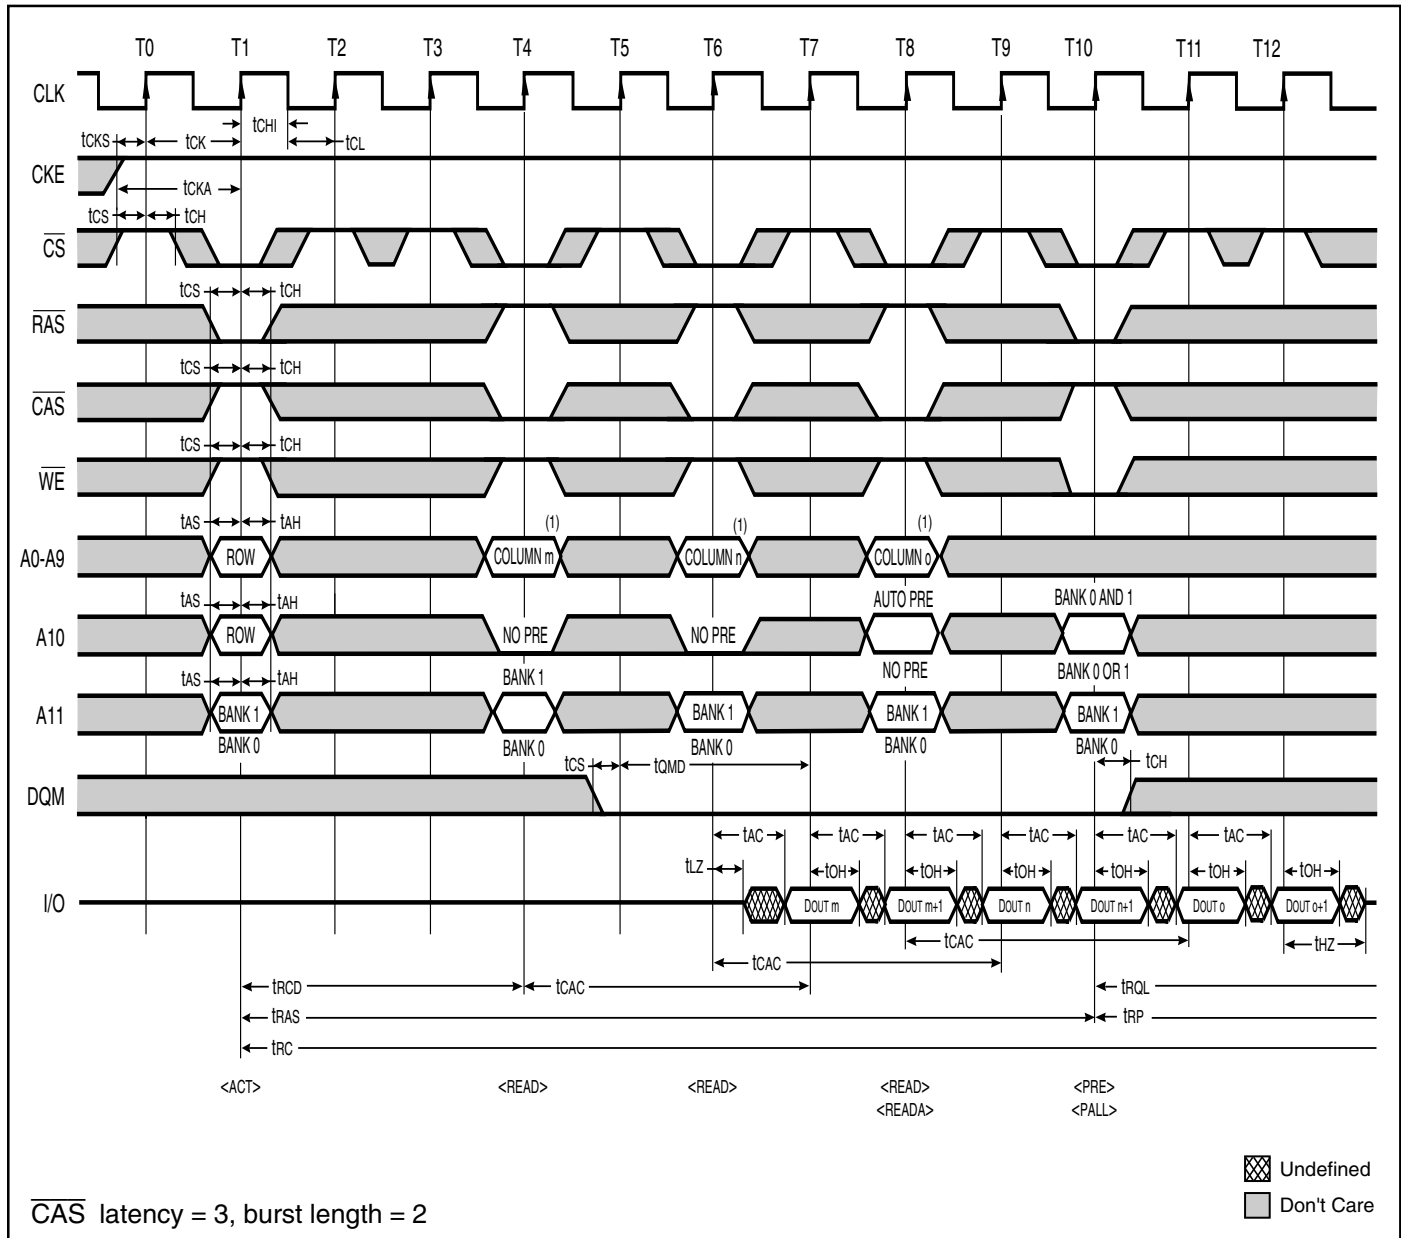 T0 T1 T2 T3 T4 T5 T6 T7 T8 T9 T10 T11 T12
CLK
tCHI
tCKS tCK tCL
CKE
tCKA
tCS tCH
CS
tCS tCH
RAS
tCS tCH
CAS
tCS tCH
WE
tAS tAH (1) (1) (1)
A0-A9 ROW COLUMN m COLUMN n COLUMN o
tAS tAH AUTO PRE BANK 0 AND 1
A10 ROW NO PRE NO PRE
tAS tAH BANK 1 NO PRE BANK 0 OR 1
A11 BANK 1 BANK 1 BANK 1 BANK 1
BANK 0 BANK 0 BANK 0 BANK 0 BANK 0
tCS tQMD tCH
DQM
tAC tAC tAC tAC tAC tAC
tLZ tOH tOH tOH tOH tOH tOH
I/O DOUT m DOUT m+1 DOUT n DOUT n+1 DOUT o DOUT o+1
tCAC tHZ
tCAC
tRCD tCAC tRQL
tRAS tRP
tRC
<ACT> <READ> <READ> <READ> <PRE>
<READA> <PALL>
Undefined
Don't Care
CAS latency = 3, burst length = 2